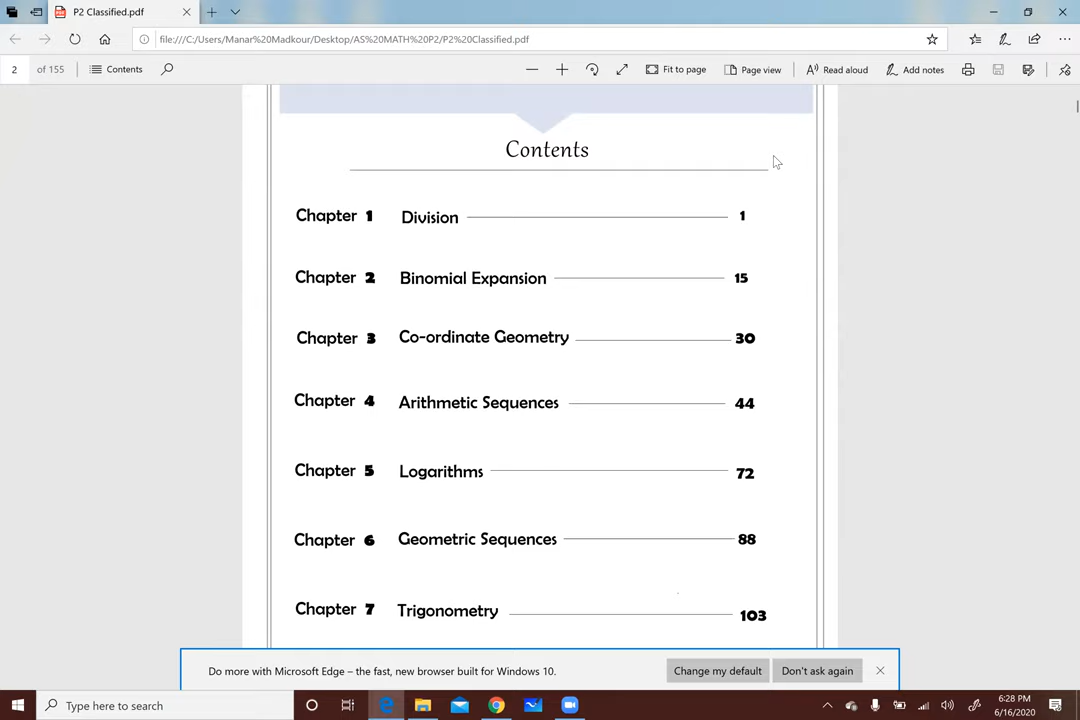 P2 Classified.pdf
file:///C:/Users/Manar%20Madkour/Desktop/AS%20MATH%20P2/P2%20Classified.pdf
2 of 155 Contents Fit to page Page view Read aloud Add notes
Contents
Chapter 1 Division 1
Chapter 2 Binomial Expansion 15
Chapter 3 Co-ordinate Geometry 30
Chapter 4 Arithmetic Sequences 44
Chapter 5 Logarithms 72
Chapter 6 Geometric Sequences 88
Chapter 7 Trigonometry 103
Do more with Microsoft Edge – the fast, new browser built for Windows 10. Change my default Don't ask again
Type here to search
6:28 PM
6/16/2020